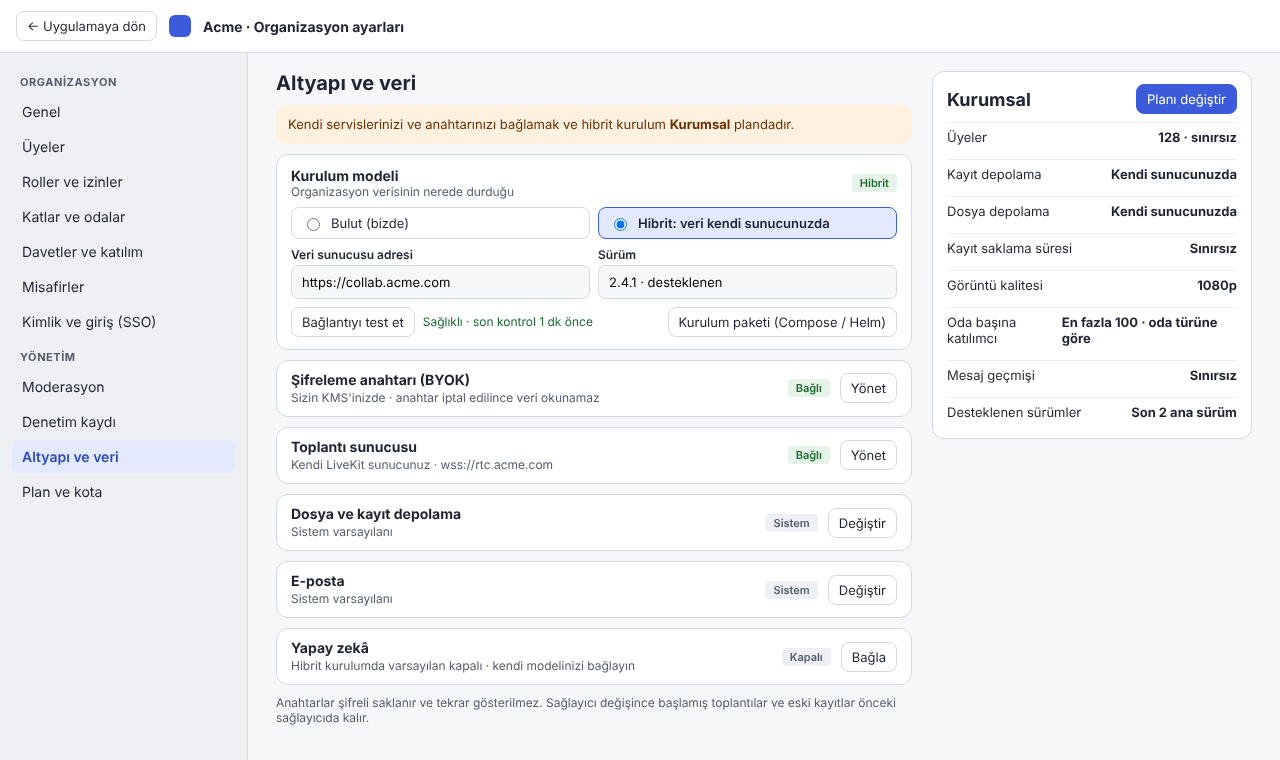 ← Uygulamaya dön
Acme · Organizasyon ayarları
ORGANİZASYON
Genel
Üyeler
Roller ve izinler
Katlar ve odalar
Davetler ve katılım
Misafirler
Kimlik ve giriş (SSO)
YÖNETİM
Moderasyon
Denetim kaydı
Altyapı ve veri
Plan ve kota
Altyapı ve veri
Kendi servislerinizi ve anahtarınızı bağlamak ve hibrit kurulum Kurumsal plandadır.
Kurulum modeli
Organizasyon verisinin nerede durduğu
Hibrit
Bulut (bizde)
Hibrit: veri kendi sunucunuzda
Veri sunucusu adresi
Sürüm
https://collab.acme.com
2.4.1 · desteklenen
Bağlantıyı test et
Sağlıklı · son kontrol 1 dk önce
Kurulum paketi (Compose / Helm)
Şifreleme anahtarı (BYOK)
Sizin KMS'inizde · anahtar iptal edilince veri okunamaz
Bağlı
Yönet
Toplantı sunucusu
Kendi LiveKit sunucunuz · wss://rtc.acme.com
Bağlı
Yönet
Dosya ve kayıt depolama
Sistem varsayılanı
Sistem
Değiştir
E-posta
Sistem varsayılanı
Sistem
Değiştir
Yapay zekâ
Hibrit kurulumda varsayılan kapalı · kendi modelinizi bağlayın
Kapalı
Bağla
Anahtarlar şifreli saklanır ve tekrar gösterilmez. Sağlayıcı değişince başlamış toplantılar ve eski kayıtlar önceki
sağlayıcıda kalır.
Kurumsal
Planı değiştir
Üyeler
128 · sınırsız
Kayıt depolama
Kendi sunucunuzda
Dosya depolama
Kendi sunucunuzda
Kayıt saklama süresi
Sınırsız
Görüntü kalitesi
1080p
Oda başına
katılımcı
En fazla 100 · oda türüne
göre
Mesaj geçmişi
Sınırsız
Desteklenen sürümler
Son 2 ana sürüm